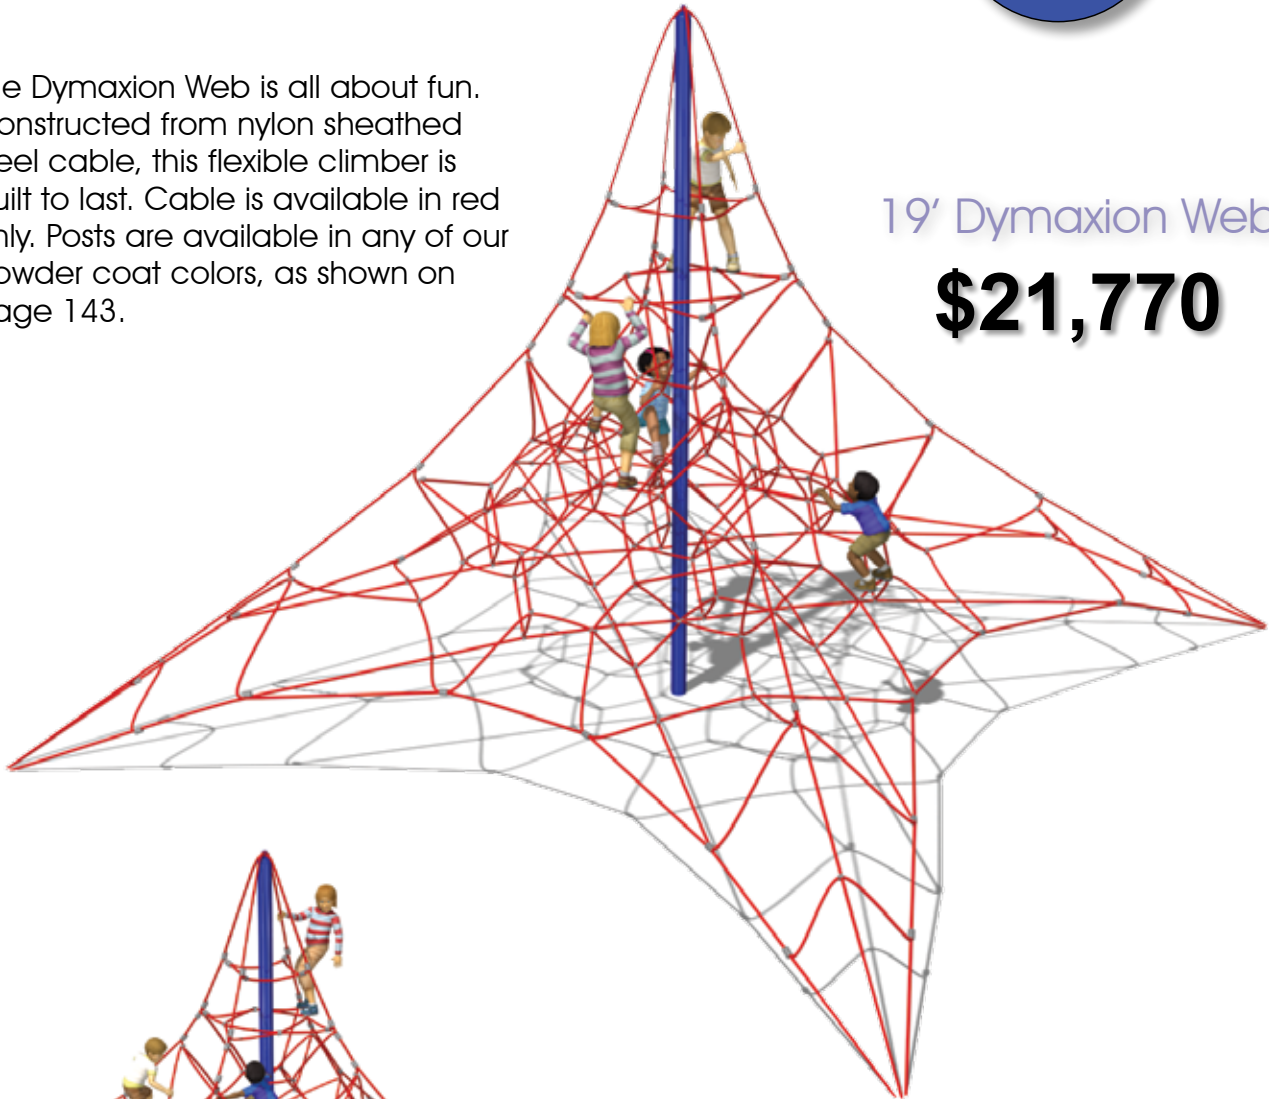 e Dymaxion Web is all about fun.
onstructed from nylon sheathed
eel cable, this flexible climber is
uilt to last. Cable is available in red
nly. Posts are available in any of our
owder coat colors, as shown on
age 143.
19’ Dymaxion Web
$21,770